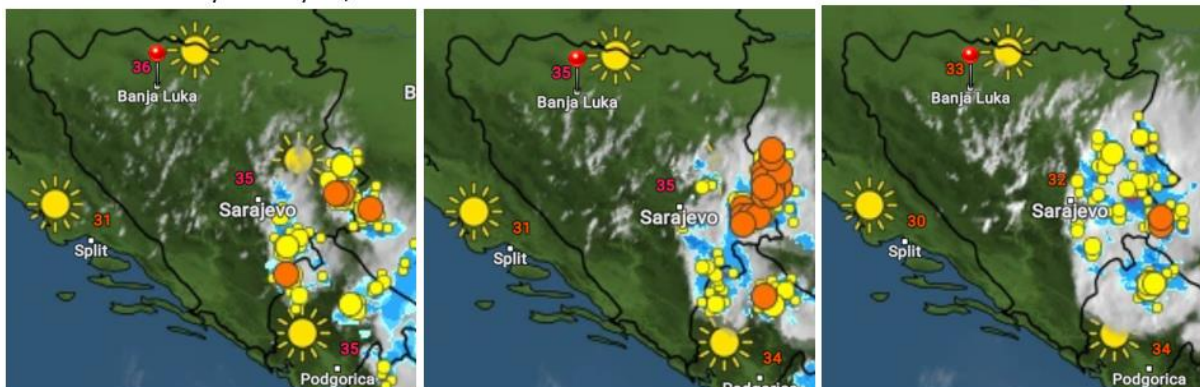 36
Banja Luka
B
35
Sarajevo
31
Split
35
Podgorica
35
Banja Luka
35
Sarajevo
31
Split
34
33
Banja Luka
32
Sarajevo
30
Split
34
Podgorica